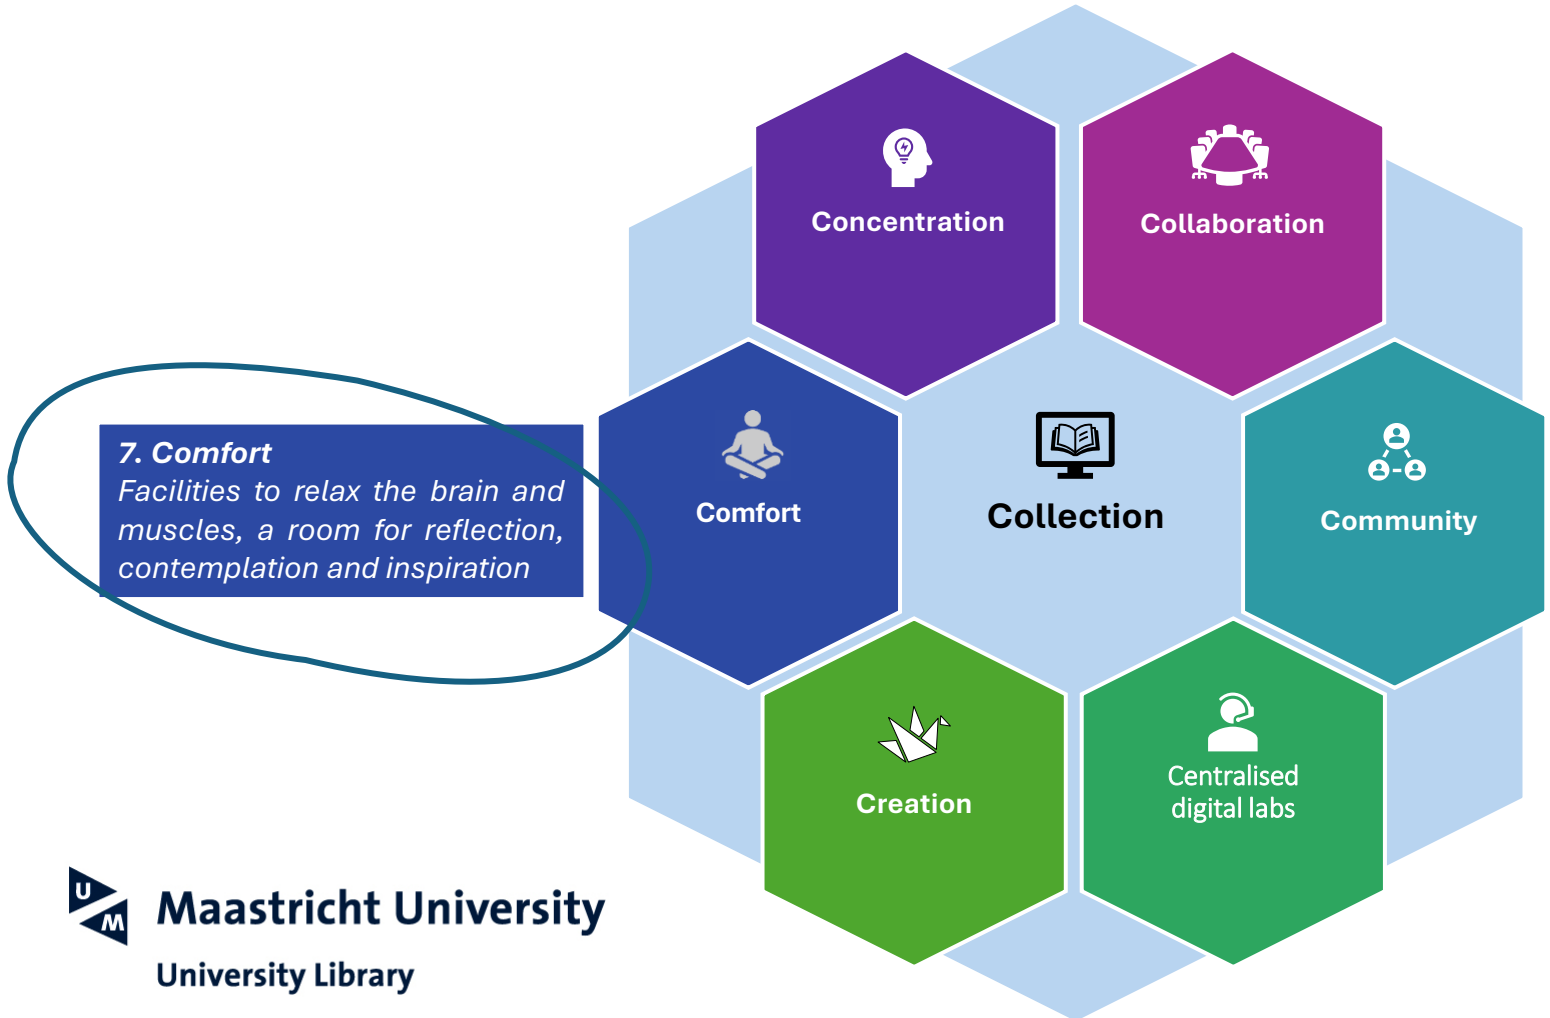 Concentration
Collaboration
7. Comfort
Facilities to relax the brain and
muscles, a room for reflection,
contemplation and inspiration
Comfort
Collection
Community
Creation
Centralised
digital labs
U
M
Maastricht University
University Library